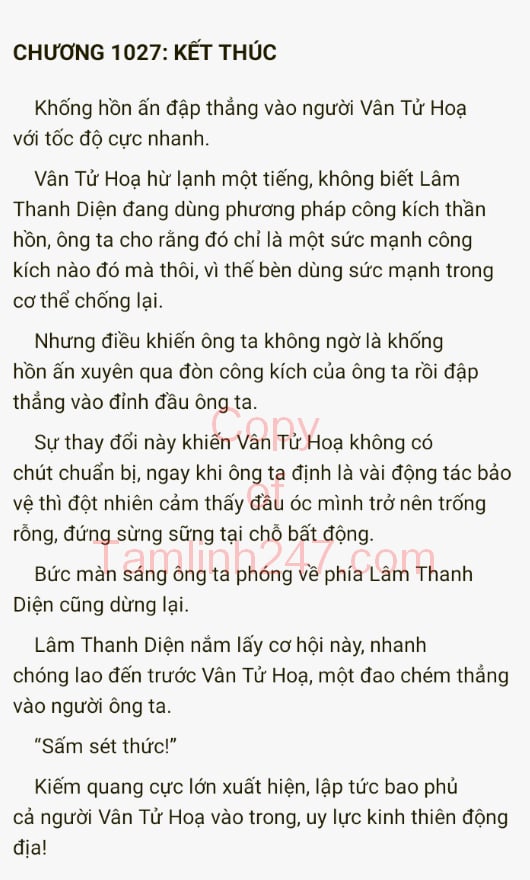 CHƯƠNG 1027: KẾT THÚC
Khống hồn ấn đập thẳng vào người Vân Tử Hoạ
với tốc độ cực nhanh.
Vân Tử Hoạ hừ lạnh một tiếng, không biết Lâm
Thanh Diện đang dùng phương pháp công kích thần
hồn, ông ta cho rằng đó chỉ là một sức mạnh công
kích nào đó mà thôi, vì thế bèn dùng sức mạnh trong
cơ thể chống lại.
Nhưng điều khiến ông ta không ngờ là khống
hồn ấn xuyên qua đòn công kích của ông ta rồi đập
thẳng vào đỉnh đầu ông ta.
Copy
Sự thay đổi này khiến Vân Tử Hoạ không có
chút chuẩn bị, ngay khi ông ta định là vài động tác bảo
of
vệ thì đột nhiên cảm thấy đầu óc mình trở nên trống
rỗng, đứng sừng sững tại chỗ bất động.
Tamlinh247.com
Bức màn sáng ông ta phóng về phía Lâm Thanh
Diện cũng dừng lại.
Lâm Thanh Diện nắm lấy cơ hội này, nhanh
chóng lao đến trước Vân Tử Hoạ, một đao chém thẳng
vào người ông ta.
“Sấm sét thức!”
Kiếm quang cực lớn xuất hiện, lập tức bao phủ
cả người Vân Tử Hoạ vào trong, uy lực kinh thiên động
địa!